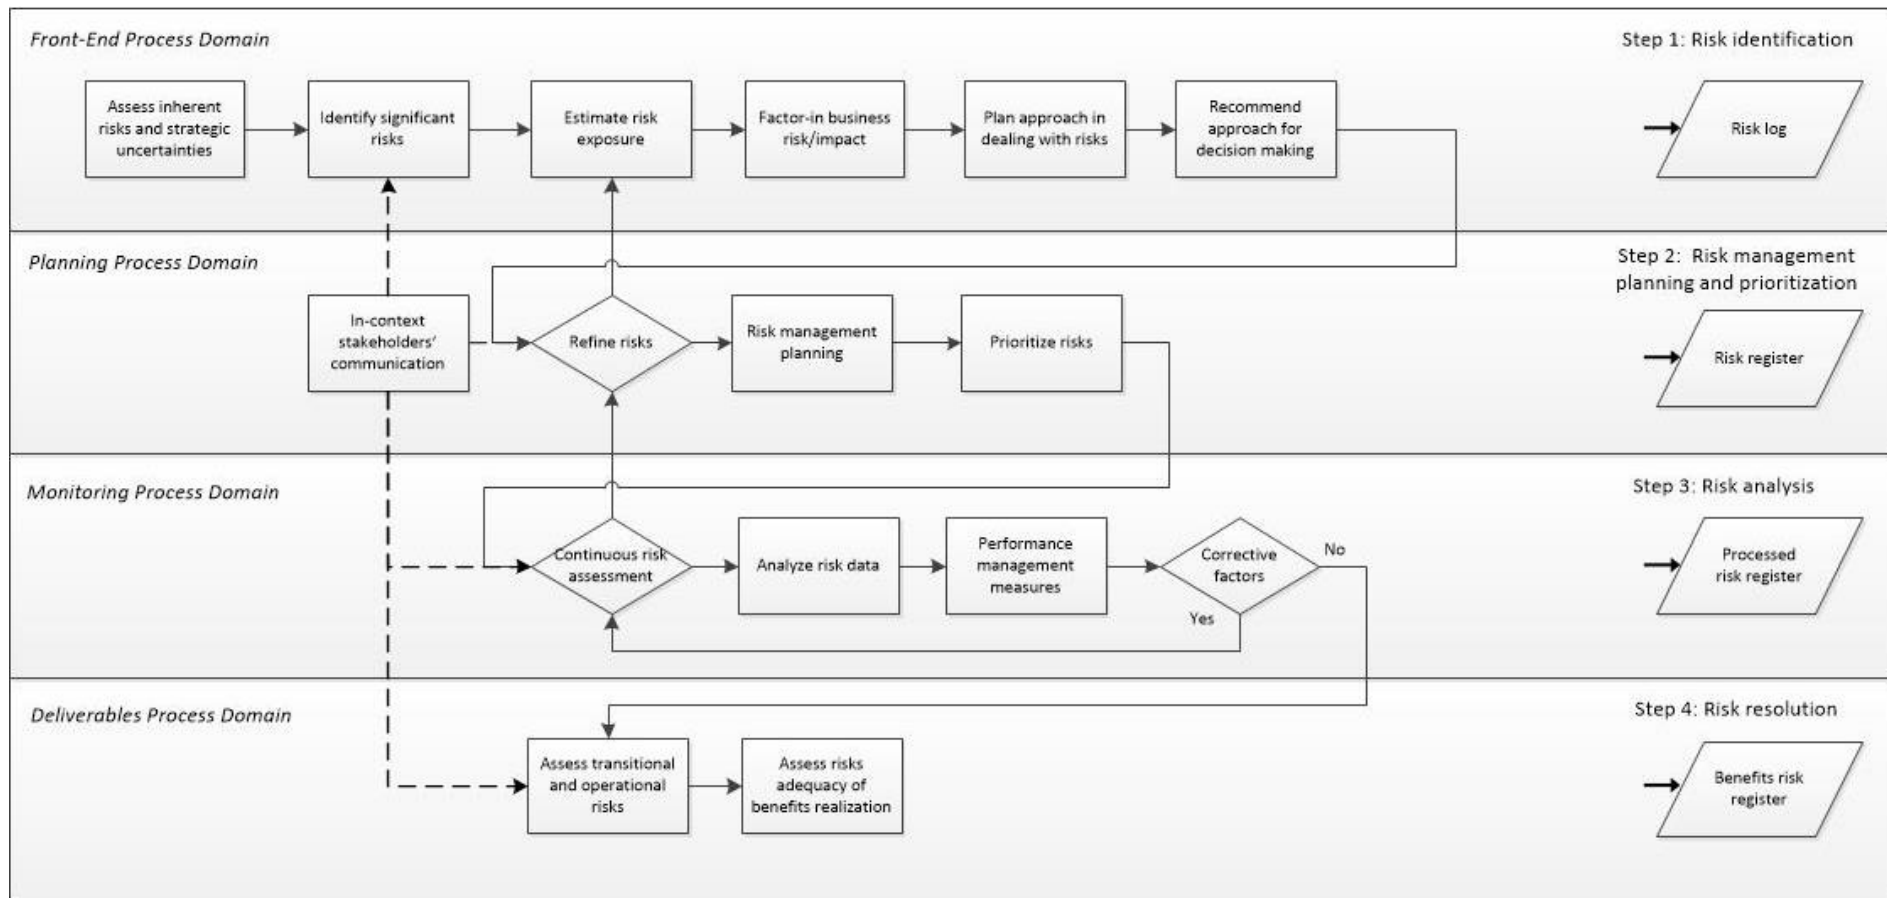 Front-End Process Domain
Step 1: Risk identification
Assess inherent
risks and strategic
uncertainties
Identify significant
risks
Estimate risk
exposure
Factor-in business
risk/impact
Plan approach in
dealing with risks
Recommend
approach for
decision making
Risk log
Planning Process Domain
Step 2:  Risk management
planning and prioritization
In-context
stakeholders’
communication
Refine risks
Risk management
planning
Prioritize risks
Risk register
Monitoring Process Domain
Step 3: Risk analysis
Continuous risk
assessment
Analyze risk data
Performance
management
measures
Corrective
factors
No
Yes
Processed
risk register
Deliverables Process Domain
Step 4: Risk resolution
Assess transitional
and operational
risks
Assess risks
adequacy of
benefits realization
Benefits risk
register